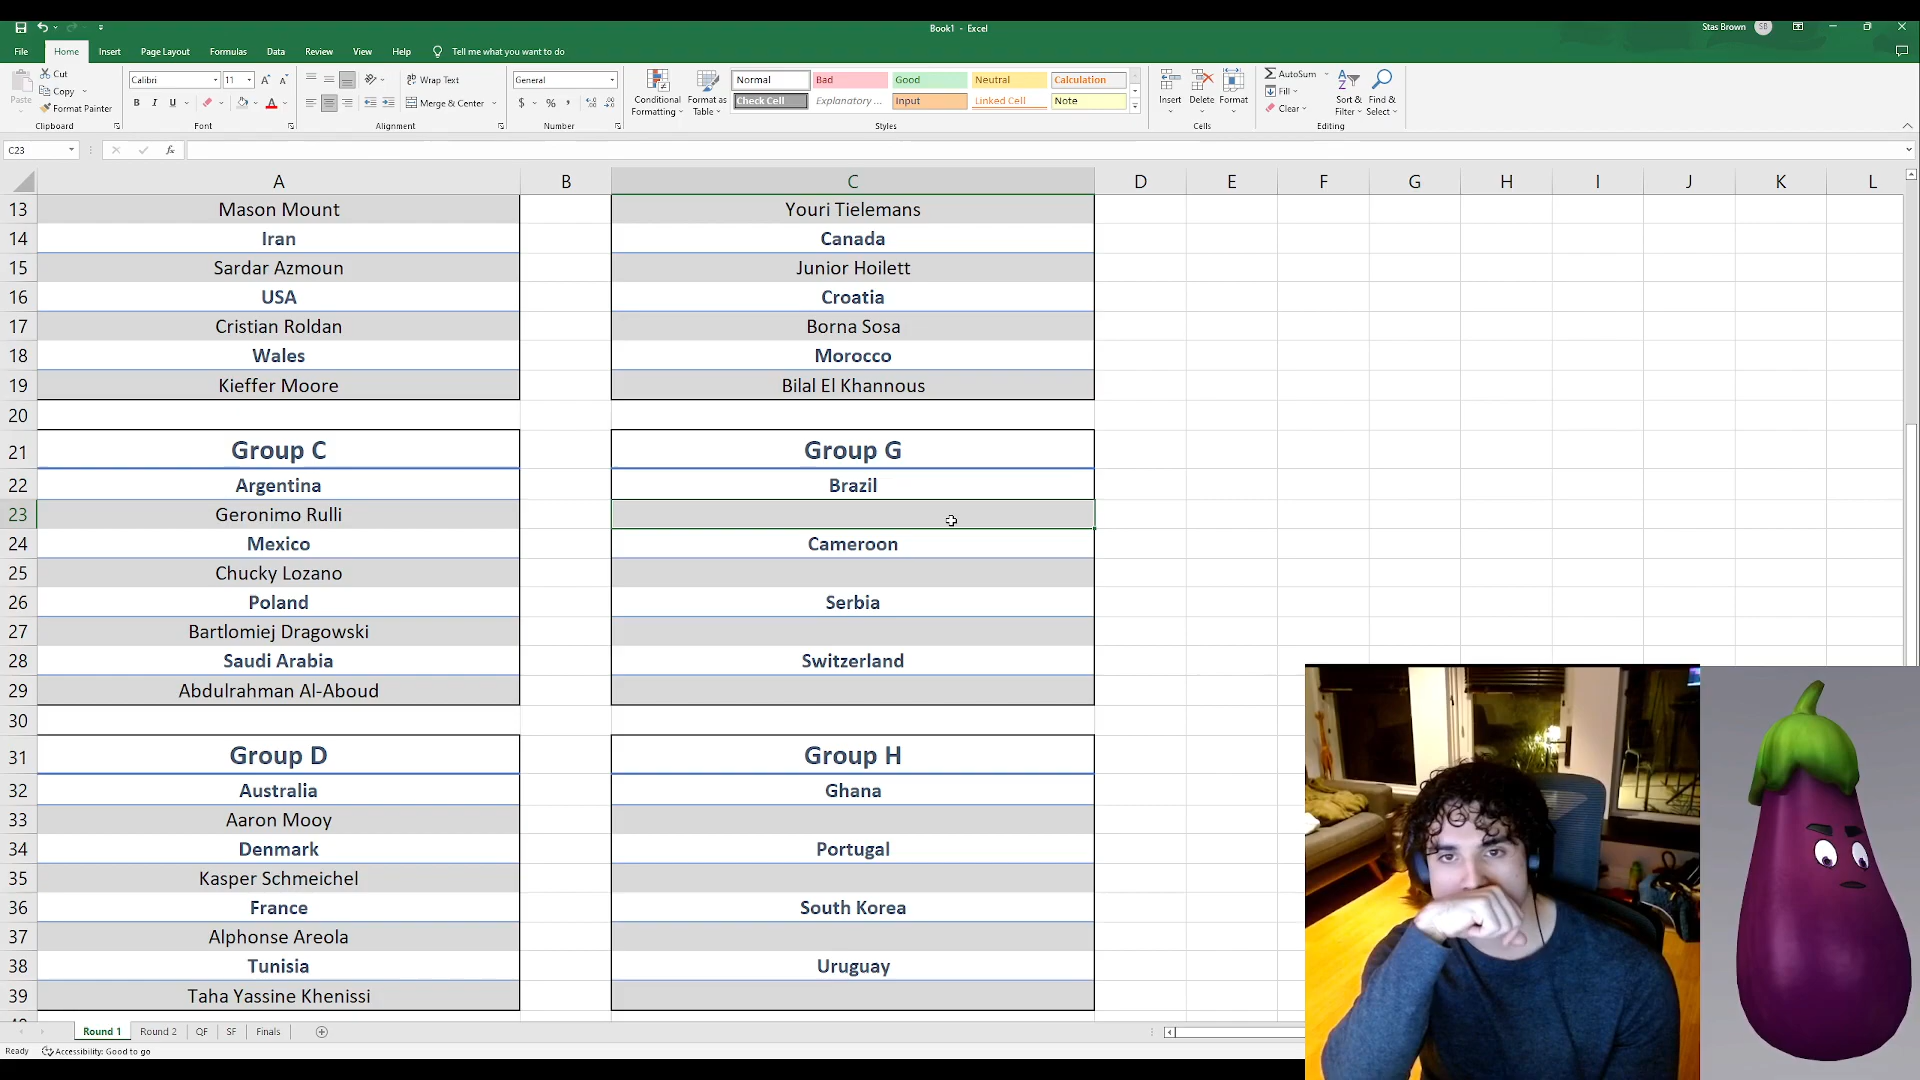 Book1 - Excel
Stas Brown
SB
File Home Insert Page Layout Formulas Data Review View Help Tell me what you want to do
Paste
Cut
Copy
Format Painter
Clipboard
Calibri 11
B I U
Font
Wrap Text
Merge & Center
Alignment
General
$ % ,
Number
Conditional Formatting
Format as Table
Normal Bad Good Neutral Calculation
Check Cell Explanatory ... Input Linked Cell Note
Styles
Insert Delete Format
Cells
AutoSum
Fill
Clear
Sort & Filter
Find & Select
Editing
C23 fx
A B C D E F G H I J K L
13 Mason Mount Youri Tielemans
14 Iran Canada
15 Sardar Azmoun Junior Hoilett
16 USA Croatia
17 Cristian Roldan Borna Sosa
18 Wales Morocco
19 Kieffer Moore Bilal El Khannous
20
21 Group C Group G
22 Argentina Brazil
23 Geronimo Rulli
24 Mexico Cameroon
25 Chucky Lozano
26 Poland Serbia
27 Bartlomiej Dragowski
28 Saudi Arabia Switzerland
29 Abdulrahman Al-Aboud
30
31 Group D Group H
32 Australia Ghana
33 Aaron Mooy
34 Denmark Portugal
35 Kasper Schmeichel
36 France South Korea
37 Alphonse Areola
38 Tunisia Uruguay
39 Taha Yassine Khenissi
Round 1 Round 2 QF SF Finals
Ready Accessibility: Good to go